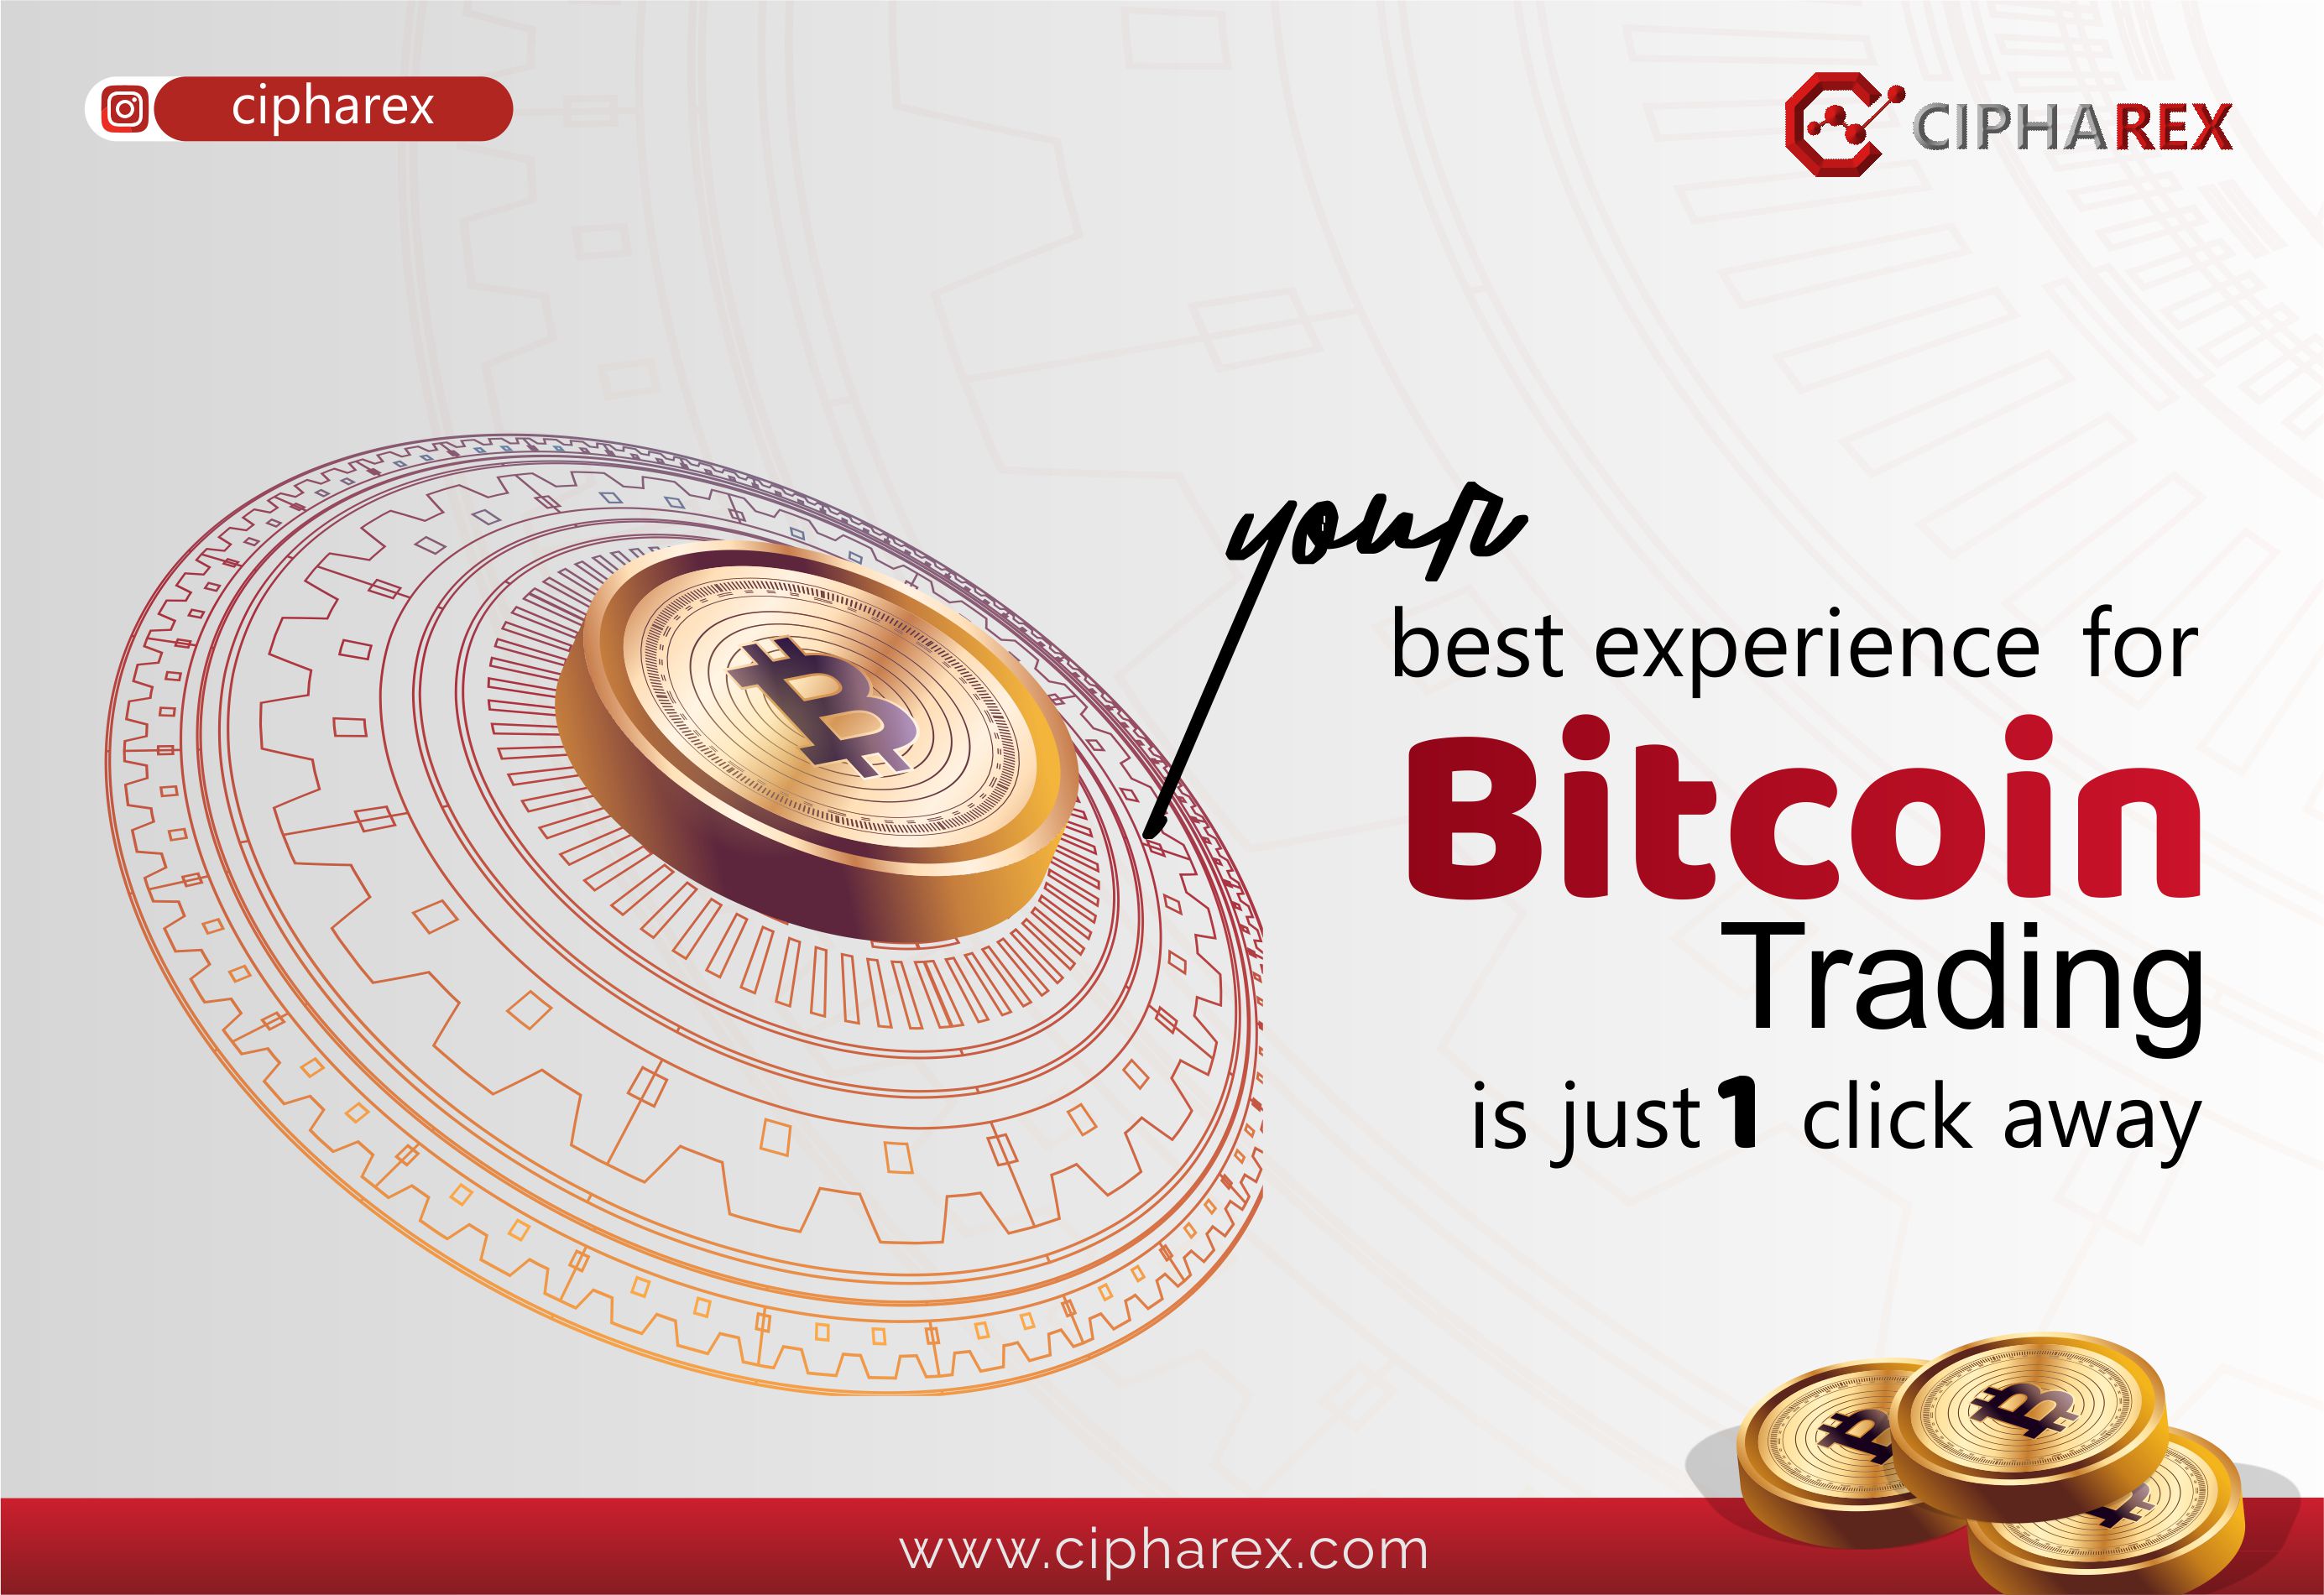 cipharex
CIPHAREX
your
best experience for
Bitcoin
Trading
is just 1 click away
www.cipharex.com